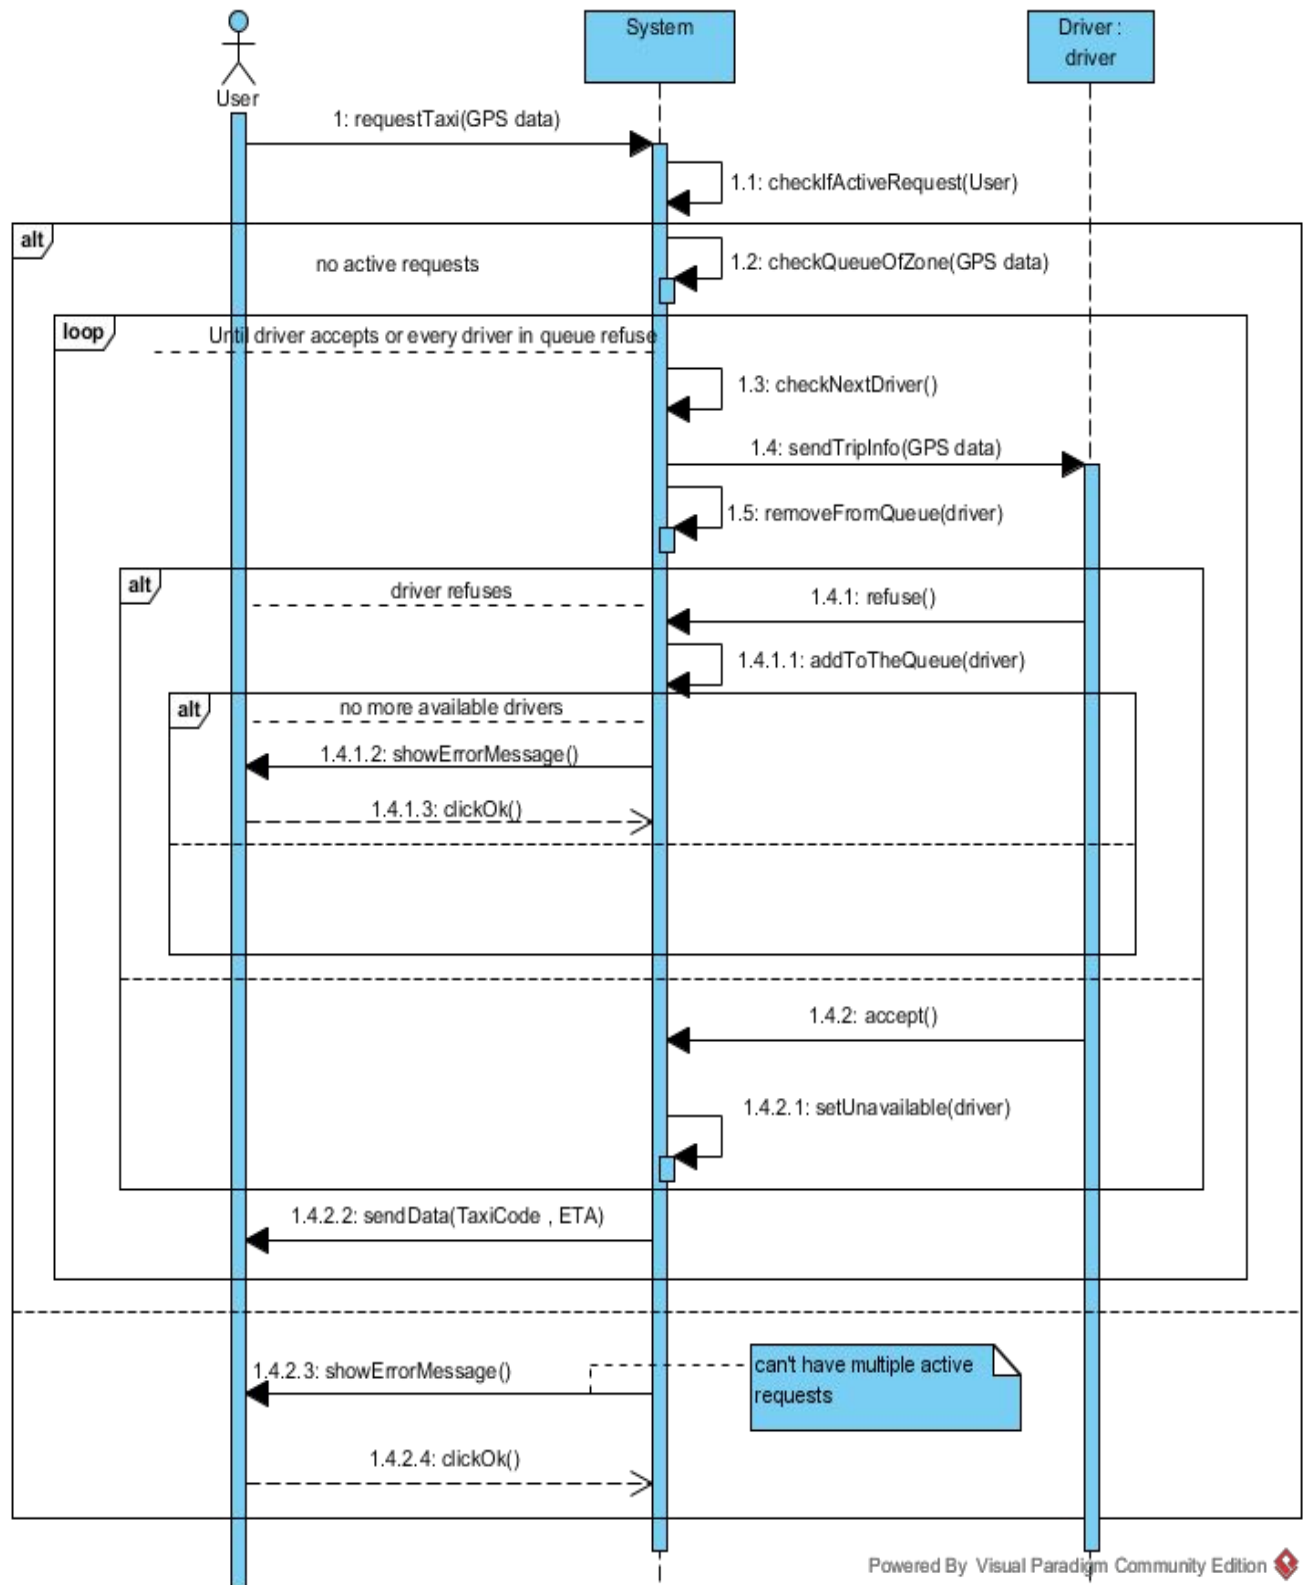 System
Driver :
driver
User
1: requestTaxi(GPS data)
1.1: checkIfActiveRequest(User)
alt
no active requests
1.2: checkQueueOfZone(GPS data)
loop
Until driver accepts or every driver in queue refuse
1.3: checkNextDriver()
1.4: sendTripInfo(GPS data)
1.5: removeFromQueue(driver)
alt
driver refuses
1.4.1: refuse()
1.4.1.1: addToTheQueue(driver)
alt
no more available drivers
1.4.1.2: showErrorMessage()
1.4.1.3: clickOk()
1.4.2: accept()
1.4.2.1: setUnavailable(driver)
1.4.2.2: sendData(TaxiCode , ETA)
1.4.2.3: showErrorMessage()
can't have multiple active
requests
1.4.2.4: clickOk()
Powered By Visual Paradigm Community Edition